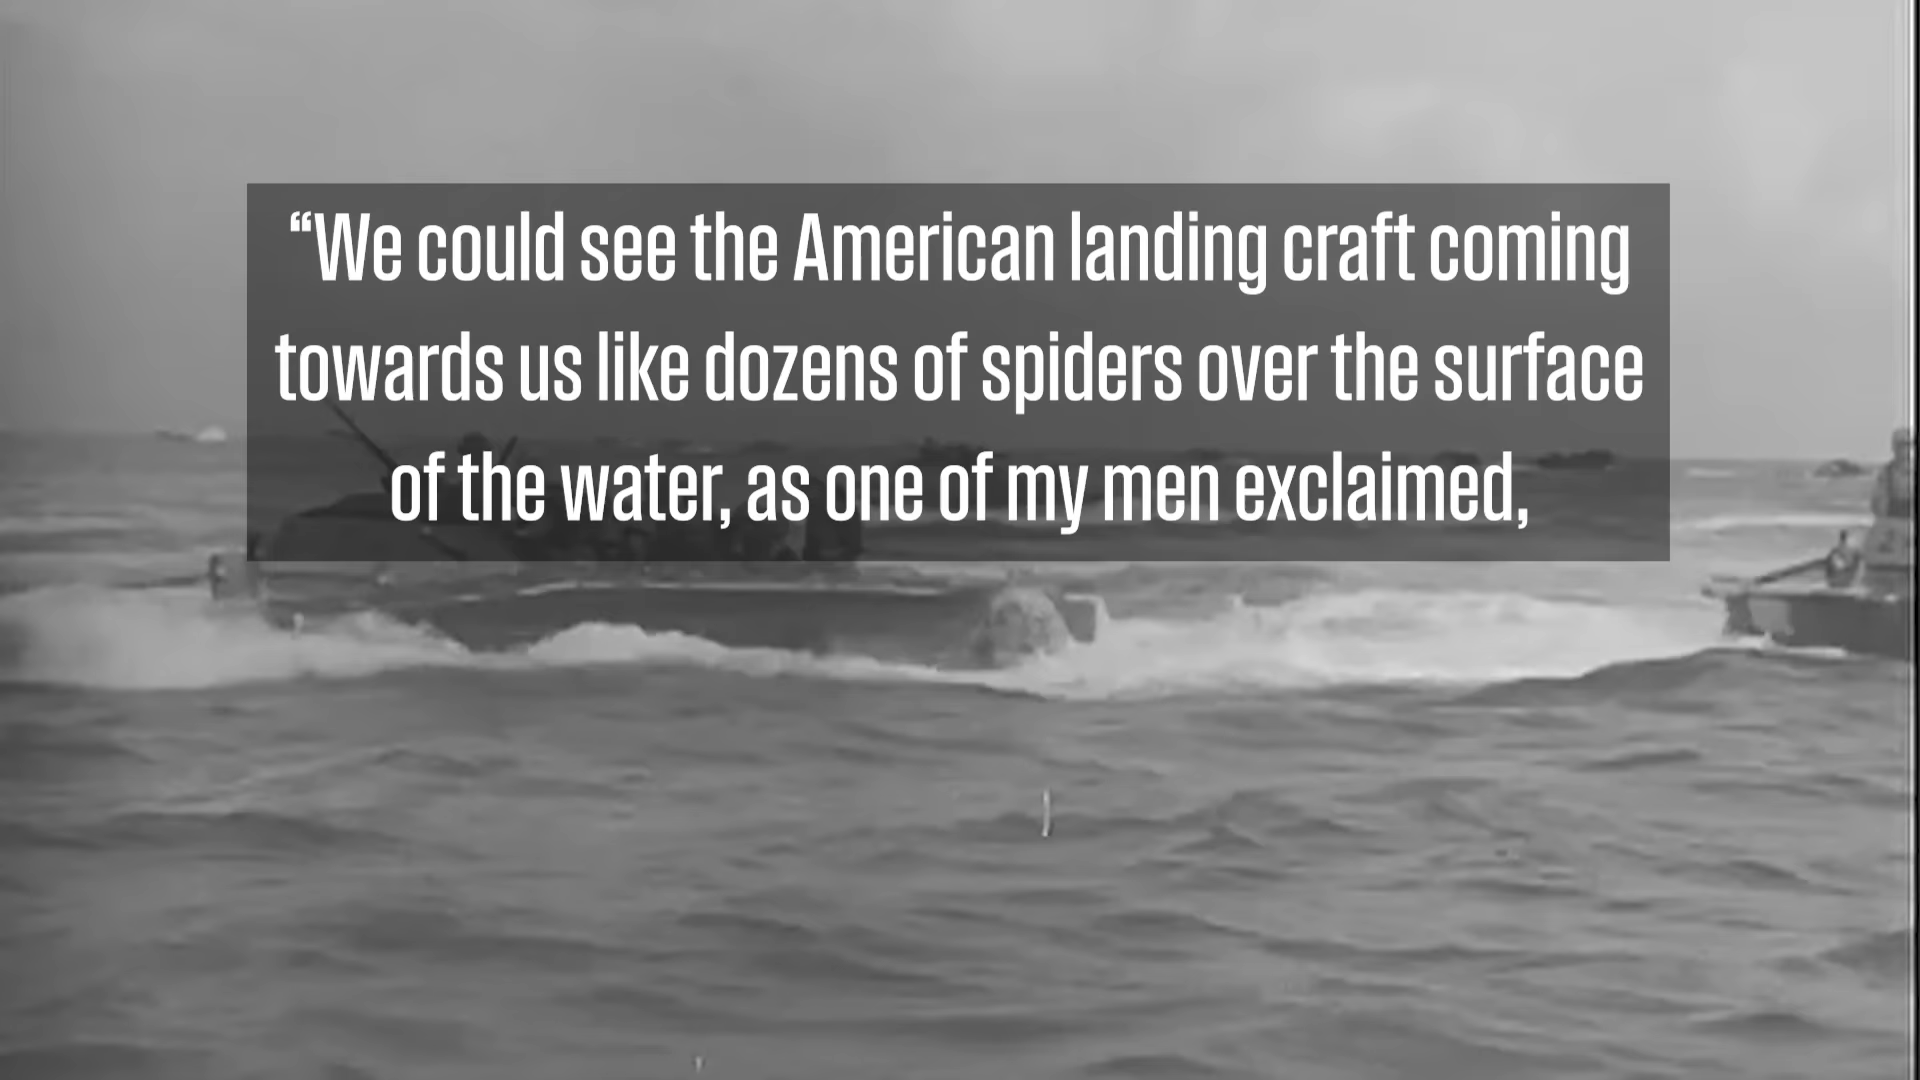 “We could see the American landing craft coming
towards us like dozens of spiders over the surface
of the water, as one of my men exclaimed,